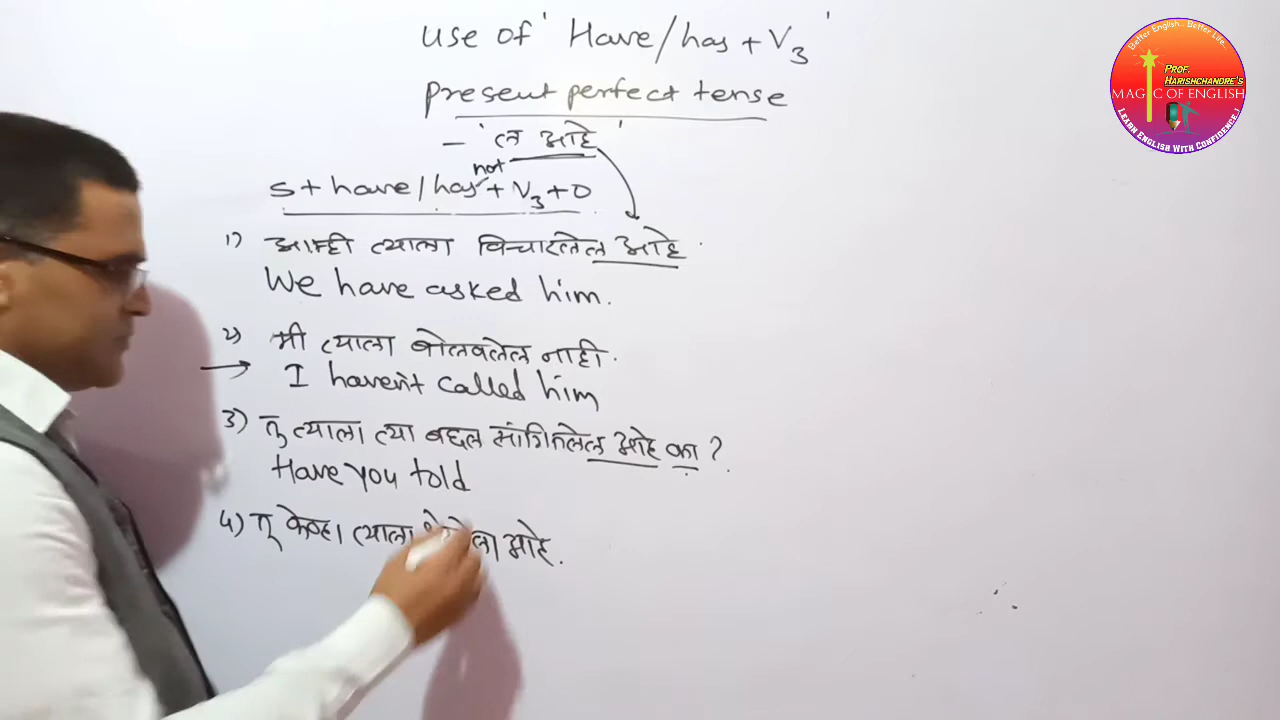 use of 'Have/has + V3'
present perfect tense
- 'ल आहे'
not
S + have/has + V3 + O
1) आम्ही त्याला विचारलेल आहे.
We have asked him.
2) मी त्याला बोलवलेल नाही.
→ I haven't called him
3) तू त्याला त्या बद्दल सांगितलेल आहे का ?
Have you told
4) तू केव्हा त्याला आहे.
Better English.. Better Life..
PROF. HARISHCHANDRE'S
MAGIC OF ENGLISH
LEARN ENGLISH WITH CONFIDENCE !